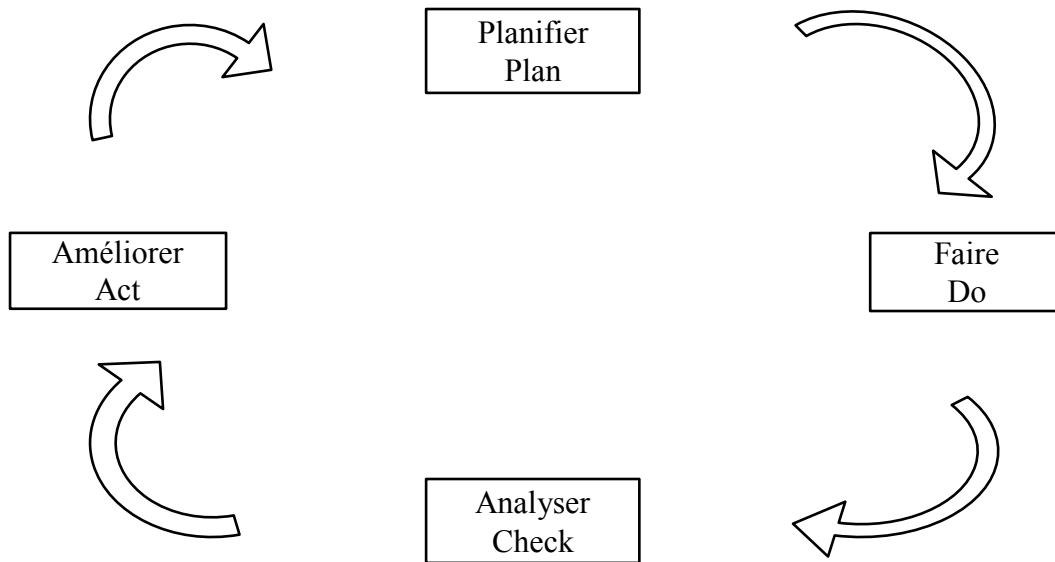 Planifier
Plan
Améliorer
Act
Faire
Do
Analyser
Check